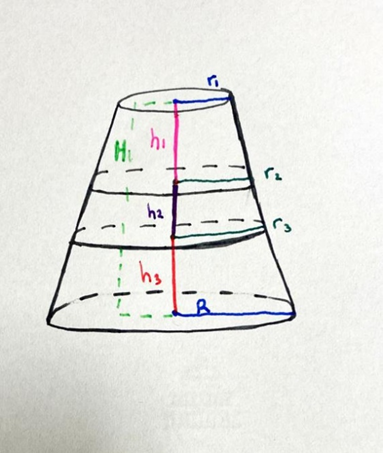 r₁
h₁
H₁
r₂
h₂
r₃
h₃
R